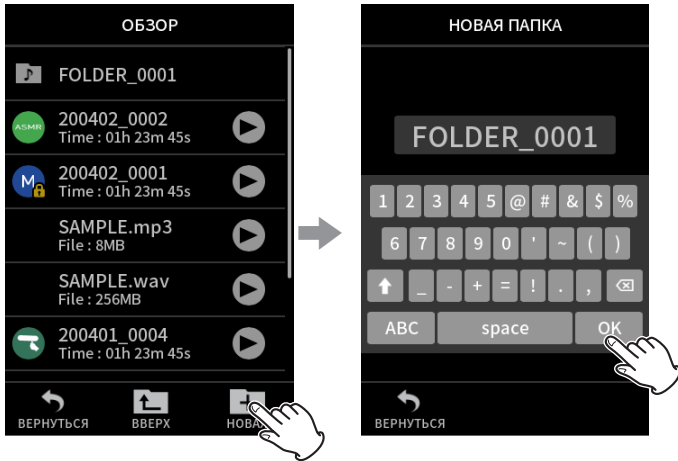 ОБЗОР
FOLDER_0001
ASMR
200402_0002
Time : 01h 23m 45s
M
200402_0001
Time : 01h 23m 45s
SAMPLE.mp3
File : 8MB
SAMPLE.wav
File : 256MB
200401_0004
Time : 01h 23m 45s
ВЕРНУТЬСЯ
ВВЕРХ
НОВАЯ ПАПКА
FOLDER_0001
1 2 3 4 5 @ # & $ %
6 7 8 9 0 ' ~ ( )
_ - + = ! . ,
ABC space OK
ВЕРНУТЬСЯ